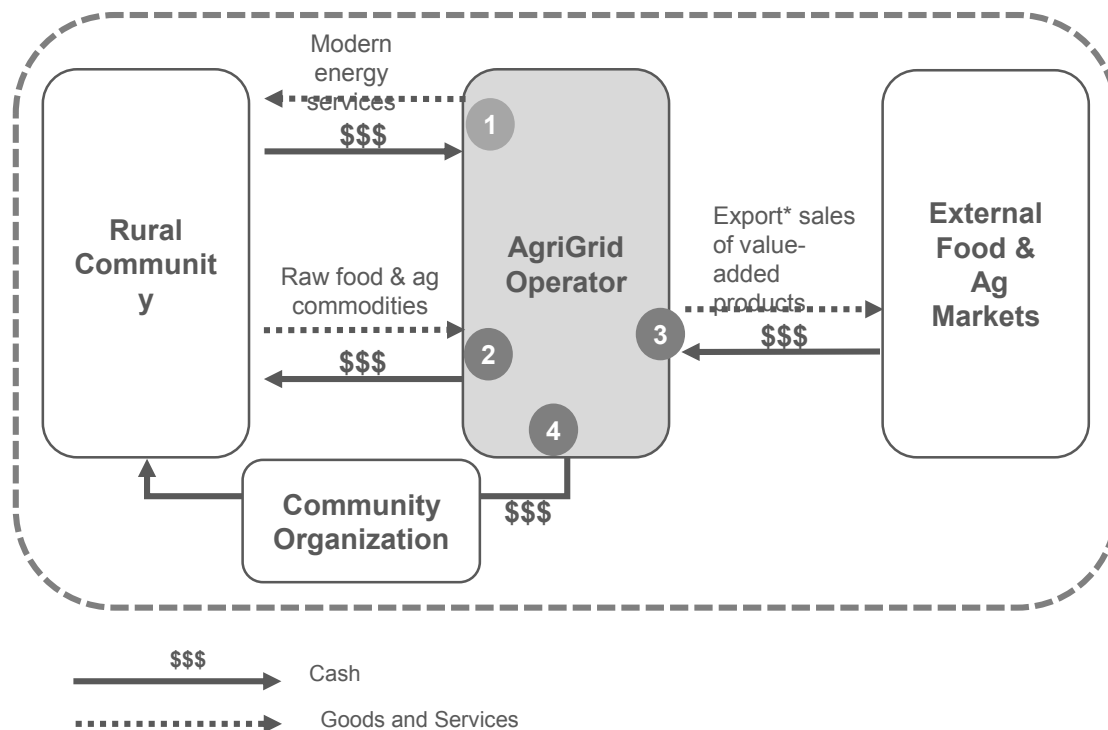 Modern
energy
services
$$$
1
Rural
Communit
y
AgriGrid
Operator
Export* sales
of value-
added
products
External
Food &
Ag
Markets
Raw food & ag
commodities
2
$$$
3
$$$
4
Community
Organization
$$$
$$$
Cash
Goods and Services